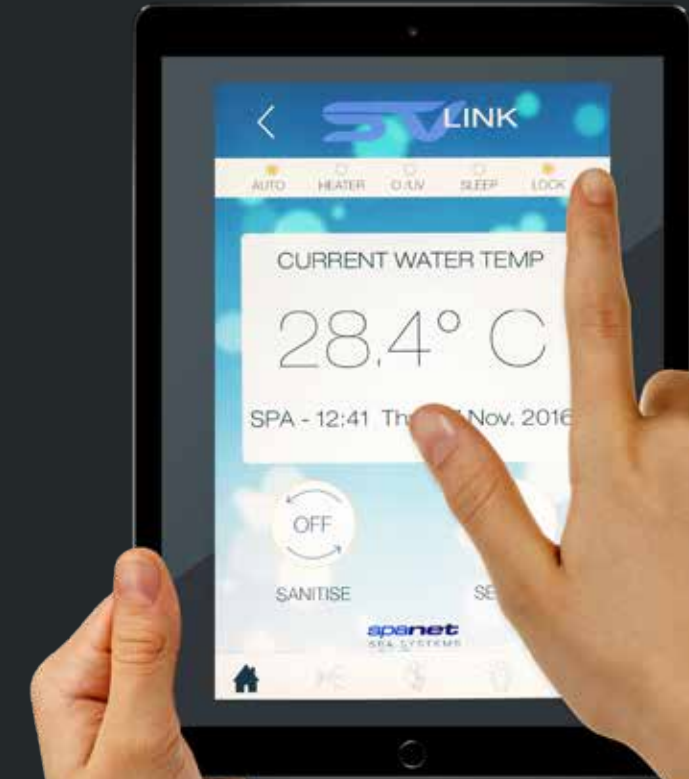 SV LINK
AUTO HEATER O./UV SLEEP LOCK
CURRENT WATER TEMP
28.4° C
SPA - 12:41 Nov. 2016
OFF
SANITISE
spanet
SPA SYSTEMS